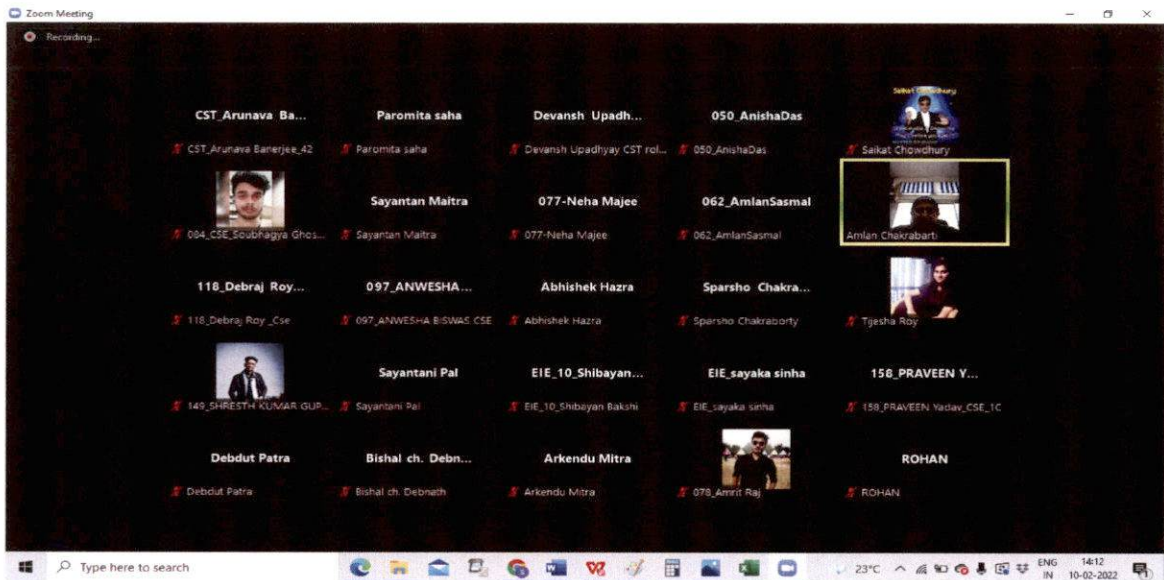 Zoom Meeting
Recording...
CST_Arunava Ba...
Paromita saha
Devansh Upadh...
050_AnishaDas
Saikat Chowdhury
CST_Arunava Banerjee_42
Paromita saha
Devansh Upadhyay CST rol...
050_AnishaDas
Saikat Chowdhury
Sayantan Maitra
077-Neha Majee
062_AmlanSasmal
084_CSE_Soubhagya Ghos...
Sayantan Maitra
077-Neha Majee
062_AmlanSasmal
Amlan Chakrabarti
118_Debraj Roy...
097_ANWESHA...
Abhishek Hazra
Sparsho Chakra...
118_Debraj Roy _Cse
097_ANWESHA BISWAS CSE
Abhishek Hazra
Sparsho Chakraborty
Tijesha Roy
Sayantani Pal
EIE_10_Shibayan...
EIE_sayaka sinha
158_PRAVEEN Y...
149_SHRESTH KUMAR GUP...
Sayantani Pal
EIE_10_Shibayan Bakshi
EIE_sayaka sinha
158_PRAVEEN Yadav_CSE_1C
Debdut Patra
Bishal ch. Debn...
Arkendu Mitra
ROHAN
Debdut Patra
Bishal ch. Debnath
Arkendu Mitra
078_Amrit Raj
ROHAN
Type here to search
23°C
ENG
IN
14:12
10-02-2022